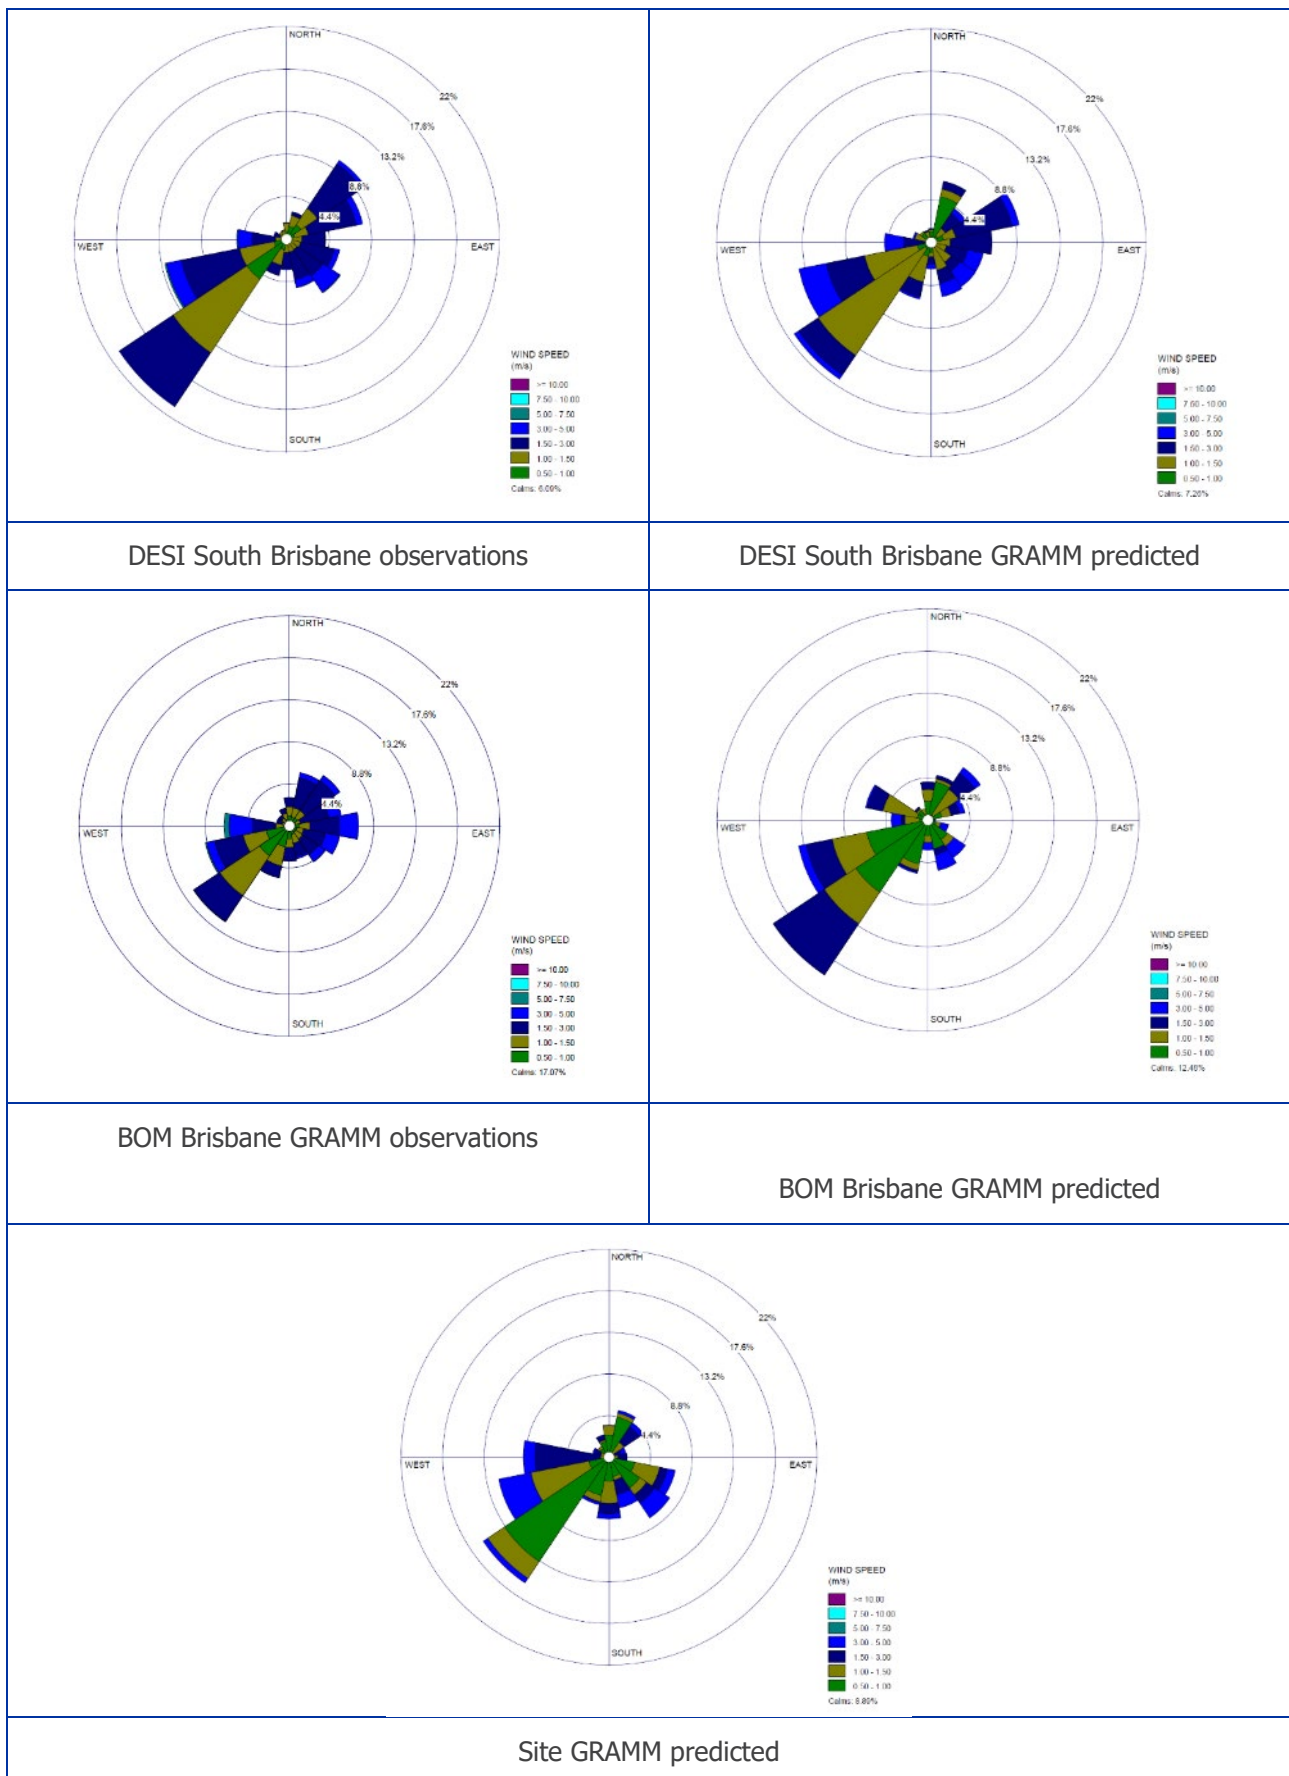 NORTH
22%
17.6%
13.2%
8.8%
4.4%
WEST
EAST
SOUTH
WIND SPEED
(m/s)
>= 10.00
7.50 - 10.00
5.00 - 7.50
3.00 - 5.00
1.50 - 3.00
1.00 - 1.50
0.50 - 1.00
NORTH
22%
17.6%
13.2%
8.8%
4.4%
WEST
EAST
SOUTH
WIND SPEED
(m/s)
>= 10.00
7.50 - 10.00
5.00 - 7.50
3.00 - 5.00
1.50 - 3.00
1.00 - 1.50
0.50 - 1.00
Calms: 7.26%
DESI South Brisbane observations
DESI South Brisbane GRAMM predicted
NORTH
22%
17.6%
13.2%
8.8%
4.4%
WEST
EAST
SOUTH
WIND SPEED
(m/s)
>= 10.00
7.50 - 10.00
5.00 - 7.50
3.00 - 5.00
1.50 - 3.00
1.00 - 1.50
0.50 - 1.00
Calms: 17.07%
NORTH
22%
17.6%
13.2%
8.8%
4.4%
WEST
EAST
SOUTH
WIND SPEED
(m/s)
>= 10.00
7.50 - 10.00
5.00 - 7.50
3.00 - 5.00
1.50 - 3.00
1.00 - 1.50
0.50 - 1.00
BOM Brisbane GRAMM observations
BOM Brisbane GRAMM predicted
NORTH
22%
17.6%
13.2%
8.8%
4.4%
WEST
EAST
SOUTH
WIND SPEED
(m/s)
>= 10.00
7.50 - 10.00
5.00 - 7.50
3.00 - 5.00
1.50 - 3.00
1.00 - 1.50
0.50 - 1.00
Site GRAMM predicted